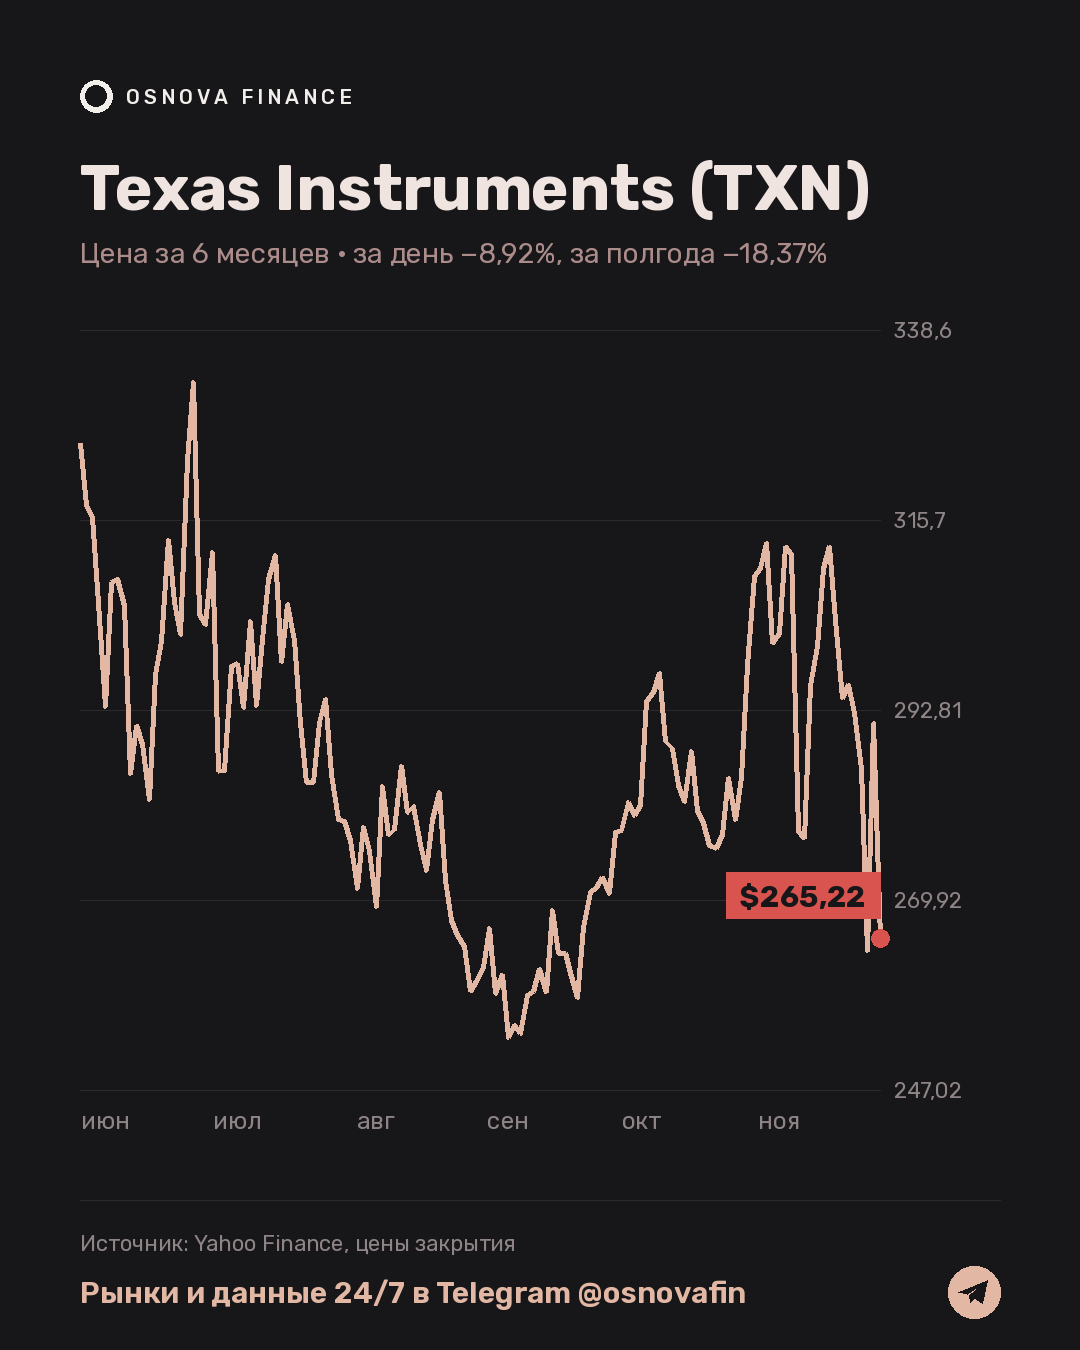 OSNOVA FINANCE
Texas Instruments (TXN)
Цена за 6 месяцев • за день −8,92%, за полгода −18,37%
338,6
315,7
292,81
$265,22
269,92
247,02
июн июл авг сен окт ноя
Источник: Yahoo Finance, цены закрытия
Рынки и данные 24/7 в Telegram @osnovafin